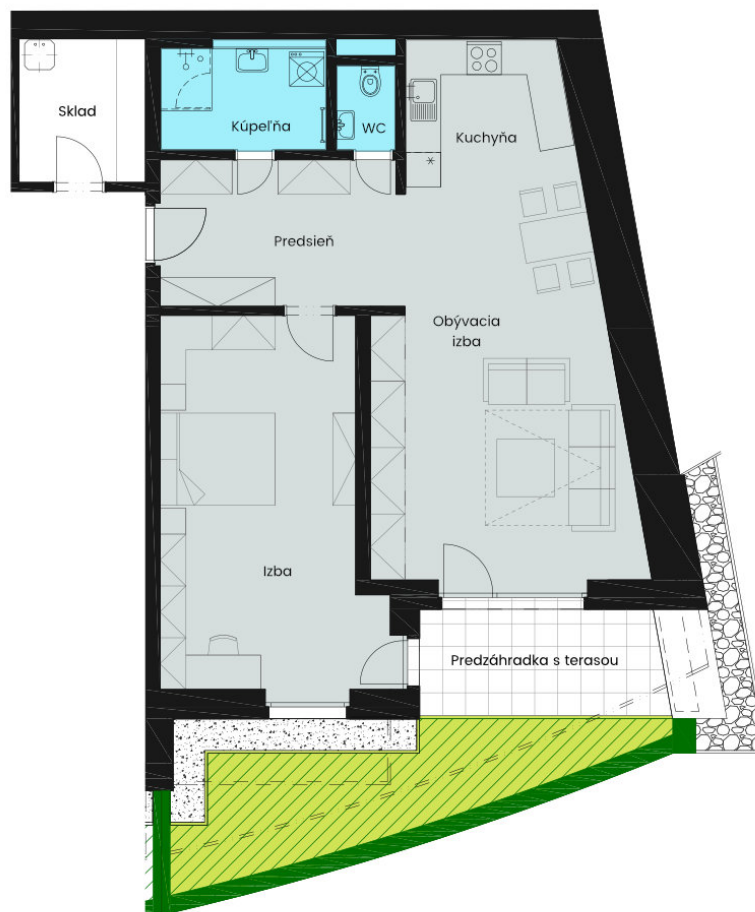 Sklad
Kúpeľňa
WC
Kuchyňa
Predsieň
Obývacia
izba
Izba
Predzáhradka s terasou